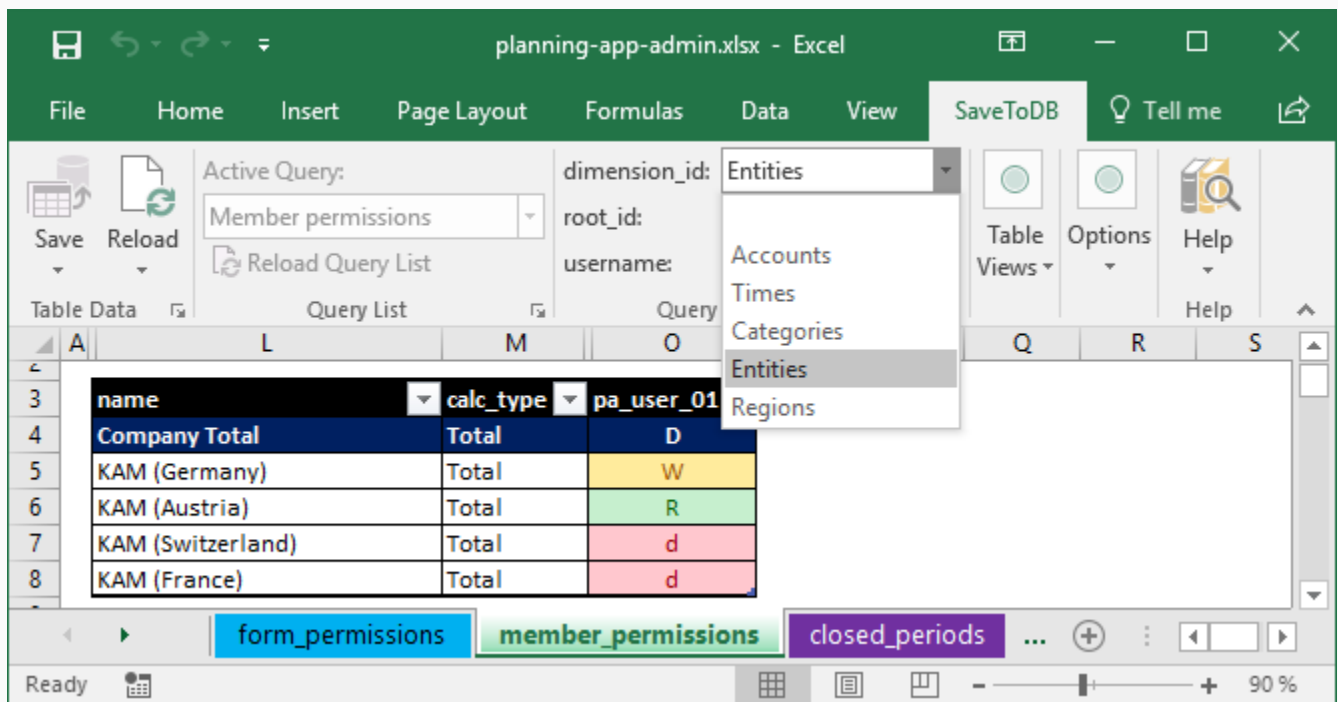 planning-app-admin.xlsx - Excel
File Home Insert Page Layout Formulas Data View SaveToDB Tell me
Active Query: dimension_id: Entities
Member permissions root_id:
Save Reload Reload Query List username: Table Views Options Help
Accounts
Times
Categories
Entities
Regions
Table Data Query List Query Help
A L M O Q R S
2
3 name calc_type pa_user_01
4 Company Total Total D
5 KAM (Germany) Total W
6 KAM (Austria) Total R
7 KAM (Switzerland) Total d
8 KAM (France) Total d
form_permissions member_permissions closed_periods ...
Ready 90 %